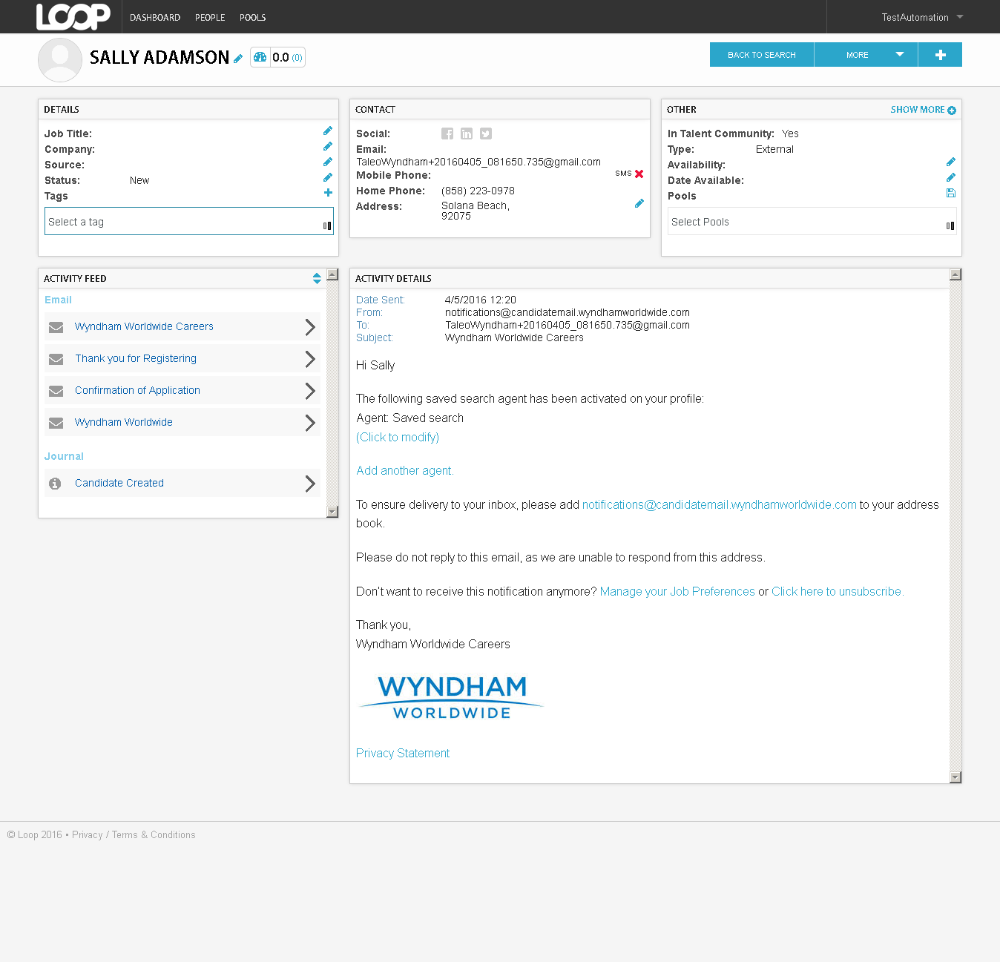 LOOP
DASHBOARD PEOPLE POOLS
TestAutomation
SALLY ADAMSON
0.0 (0)
BACK TO SEARCH
MORE
DETAILS
Job Title:
Company:
Source:
Status: New
Tags
Select a tag
CONTACT
Social:
Email:
TaleoWyndham+20160405_081650.735@gmail.com
Mobile Phone:
SMS
Home Phone: (858) 223-0978
Address: Solana Beach,
92075
OTHER
SHOW MORE
In Talent Community: Yes
Type: External
Availability:
Date Available:
Pools
Select Pools
ACTIVITY FEED
Email
Wyndham Worldwide Careers
Thank you for Registering
Confirmation of Application
Wyndham Worldwide
Journal
Candidate Created
ACTIVITY DETAILS
Date Sent: 4/5/2016 12:20
From: notifications@candidatemail.wyndhamworldwide.com
To: TaleoWyndham+20160405_081650.735@gmail.com
Subject: Wyndham Worldwide Careers
Hi Sally
The following saved search agent has been activated on your profile:
Agent: Saved search
(Click to modify)
Add another agent.
To ensure delivery to your inbox, please add notifications@candidatemail.wyndhamworldwide.com to your address
book.
Please do not reply to this email, as we are unable to respond from this address.
Don't want to receive this notification anymore? Manage your Job Preferences or Click here to unsubscribe.
Thank you,
Wyndham Worldwide Careers
WYNDHAM
WORLDWIDE
Privacy Statement
© Loop 2016 • Privacy / Terms & Conditions